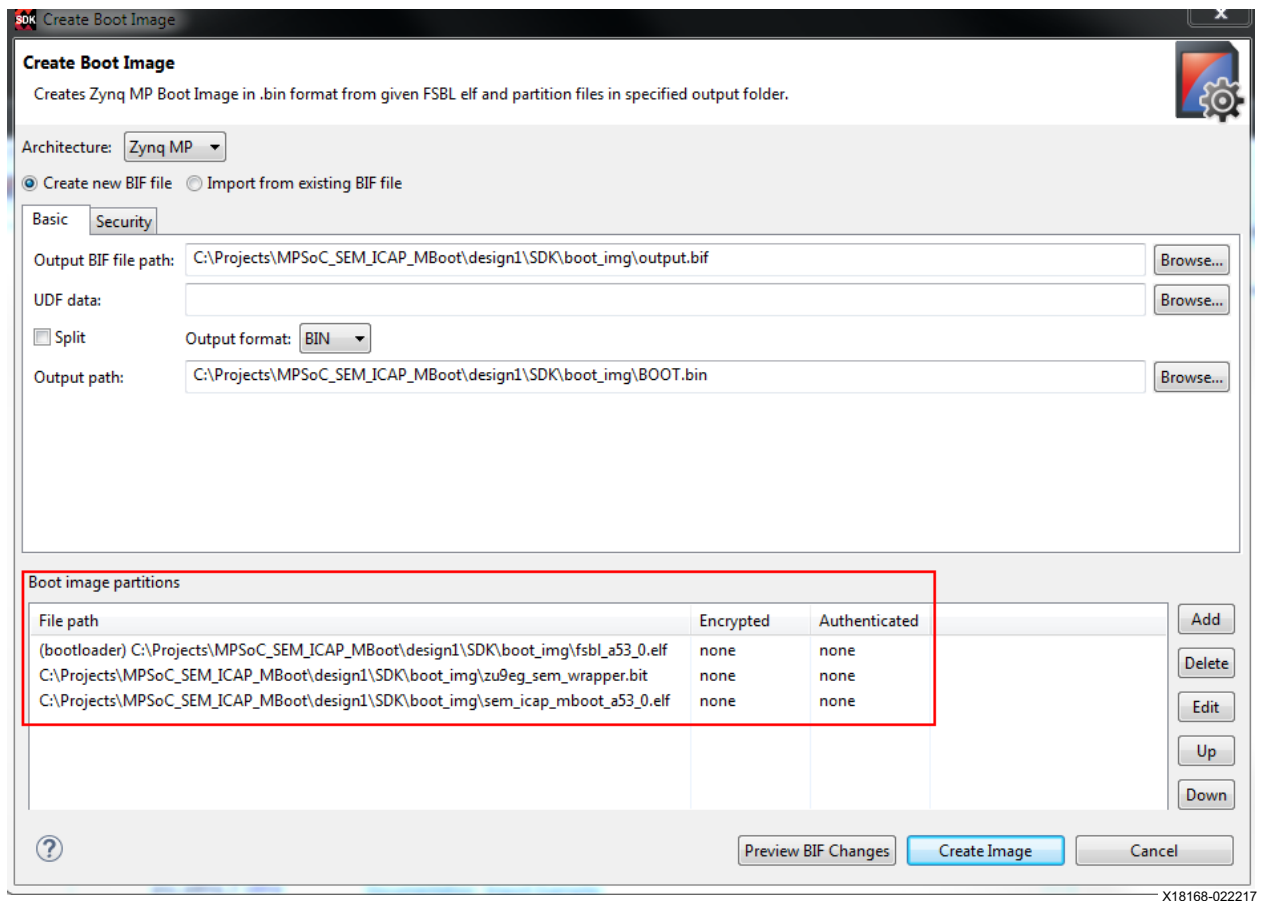 SDK Create Boot Image
X
Create Boot Image
Creates Zynq MP Boot Image in .bin format from given FSBL elf and partition files in specified output folder.
Architecture: Zynq MP
Create new BIF file Import from existing BIF file
Basic Security
Output BIF file path: C:\Projects\MPSoC_SEM_ICAP_MBoot\design1\SDK\boot_img\output.bif Browse...
UDF data: Browse...
Split Output format: BIN
Output path: C:\Projects\MPSoC_SEM_ICAP_MBoot\design1\SDK\boot_img\BOOT.bin Browse...
Boot image partitions
File path Encrypted Authenticated Add
(bootloader) C:\Projects\MPSoC_SEM_ICAP_MBoot\design1\SDK\boot_img\fsbl_a53_0.elf none none
C:\Projects\MPSoC_SEM_ICAP_MBoot\design1\SDK\boot_img\zu9eg_sem_wrapper.bit none none Delete
C:\Projects\MPSoC_SEM_ICAP_MBoot\design1\SDK\boot_img\sem_icap_mboot_a53_0.elf none none Edit
Up
Down
? Preview BIF Changes Create Image Cancel
X18168-022217